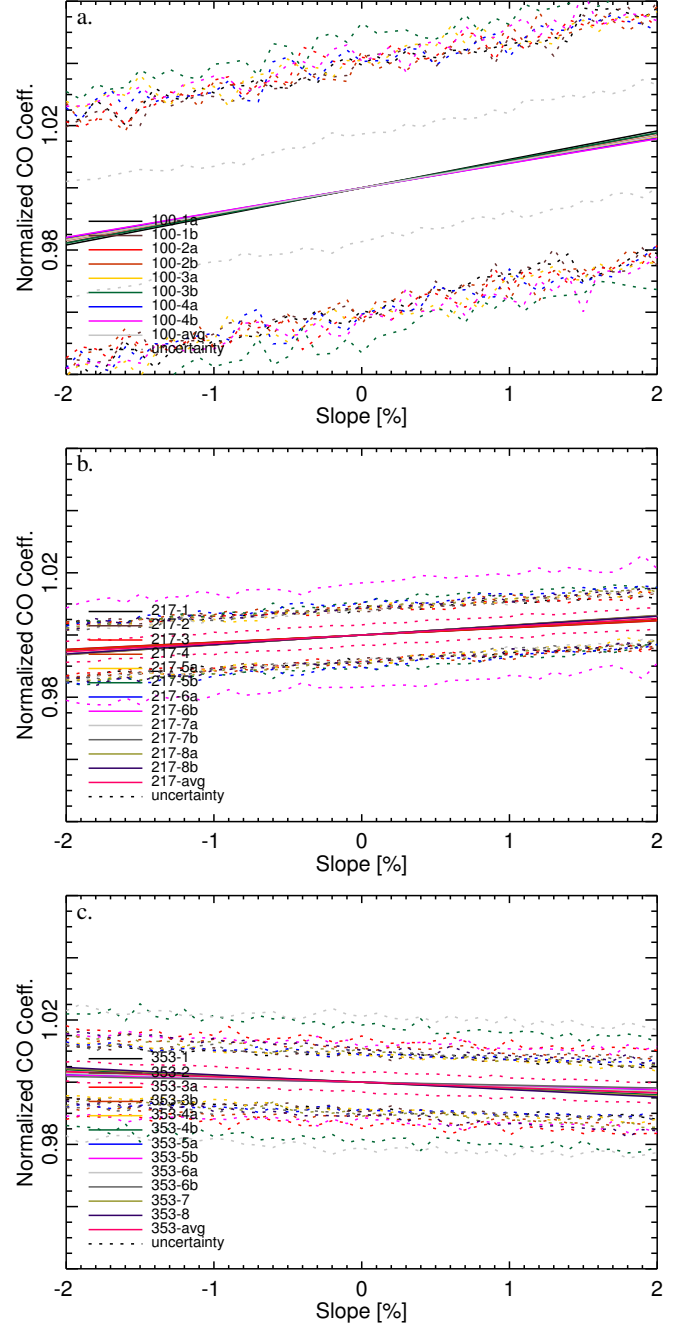 a.
Normalized CO Coeff.
1.02
0.98
100-1a
100-1b
100-2a
100-2b
100-3a
100-3b
100-4a
100-4b
100-avg
uncertainty
-2 -1 0 1 2
Slope [%]
b.
Normalized CO Coeff.
1.02
0.98
217-1
217-2
217-3
217-4
217-5a
217-5b
217-6a
217-6b
217-7a
217-7b
217-8a
217-8b
217-avg
uncertainty
-2 -1 0 1 2
Slope [%]
c.
Normalized CO Coeff.
1.02
0.98
353-1
353-2
353-3a
353-3b
353-4a
353-4b
353-5a
353-5b
353-6a
353-6b
353-7
353-8
353-avg
uncertainty
-2 -1 0 1 2
Slope [%]